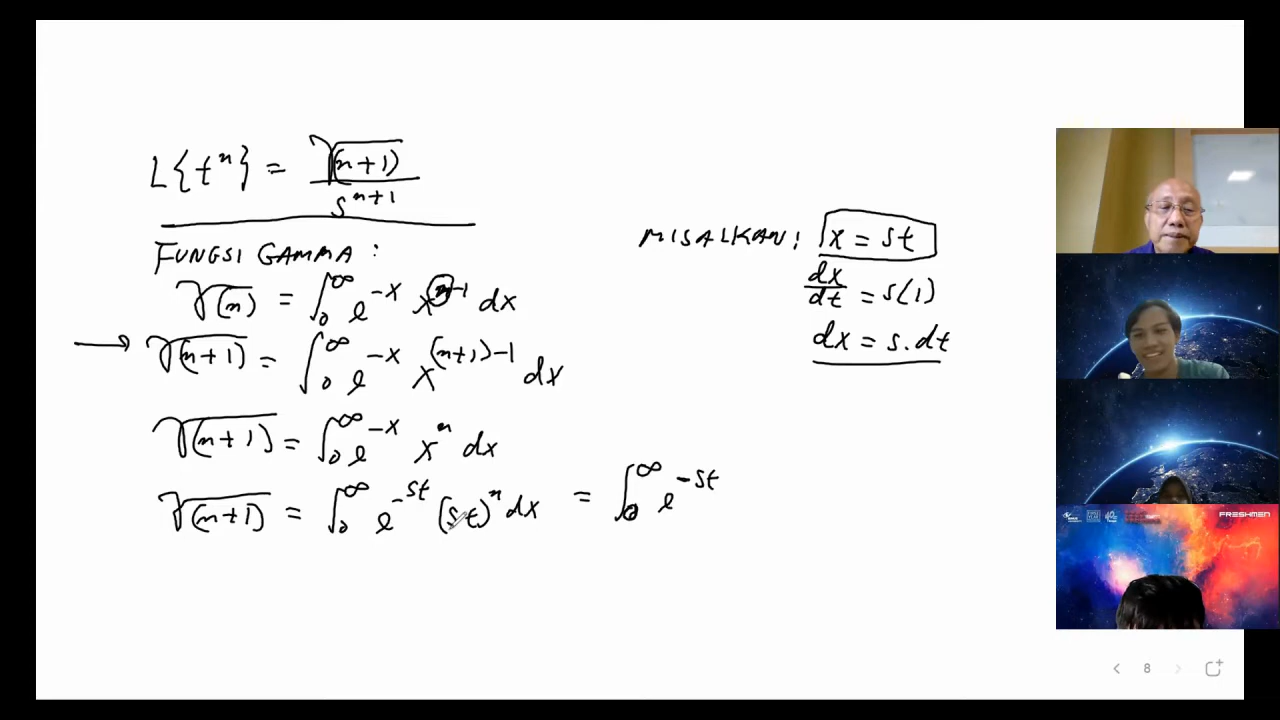 L{tⁿ} = Γ(n+1) / s^(n+1)
FUNGSI GAMMA :
Γ(n) = ∫₀^∞ e^(-x) x^(n-1) dx
→ Γ(n+1) = ∫₀^∞ e^(-x) x^((n+1)-1) dx
Γ(n+1) = ∫₀^∞ e^(-x) xⁿ dx
Γ(n+1) = ∫₀^∞ e^(-st) (st)ⁿ dx = ∫₀^∞ e^(-st)
MISALKAN : x = st
dx/dt = s(1)
dx = s.dt
FRESHMEN
8